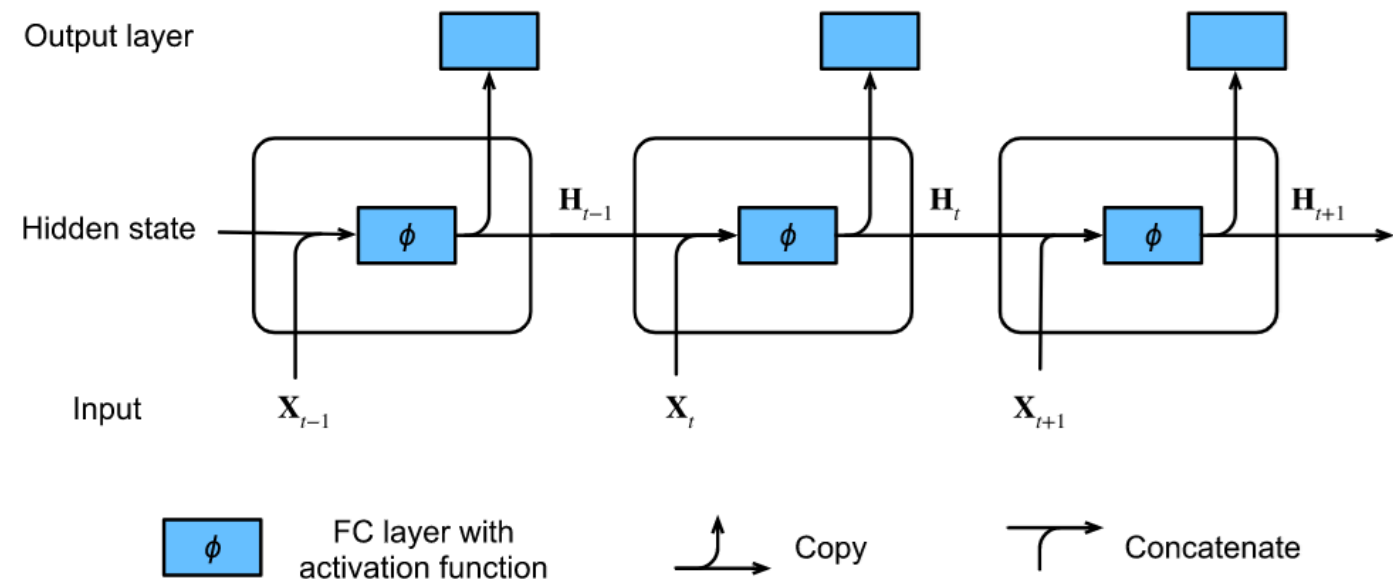 Output layer
Hidden state
ϕ
H_{t−1}
ϕ
H_t
ϕ
H_{t+1}
Input
X_{t−1}
X_t
X_{t+1}
ϕ
FC layer with
activation function
Copy
Concatenate